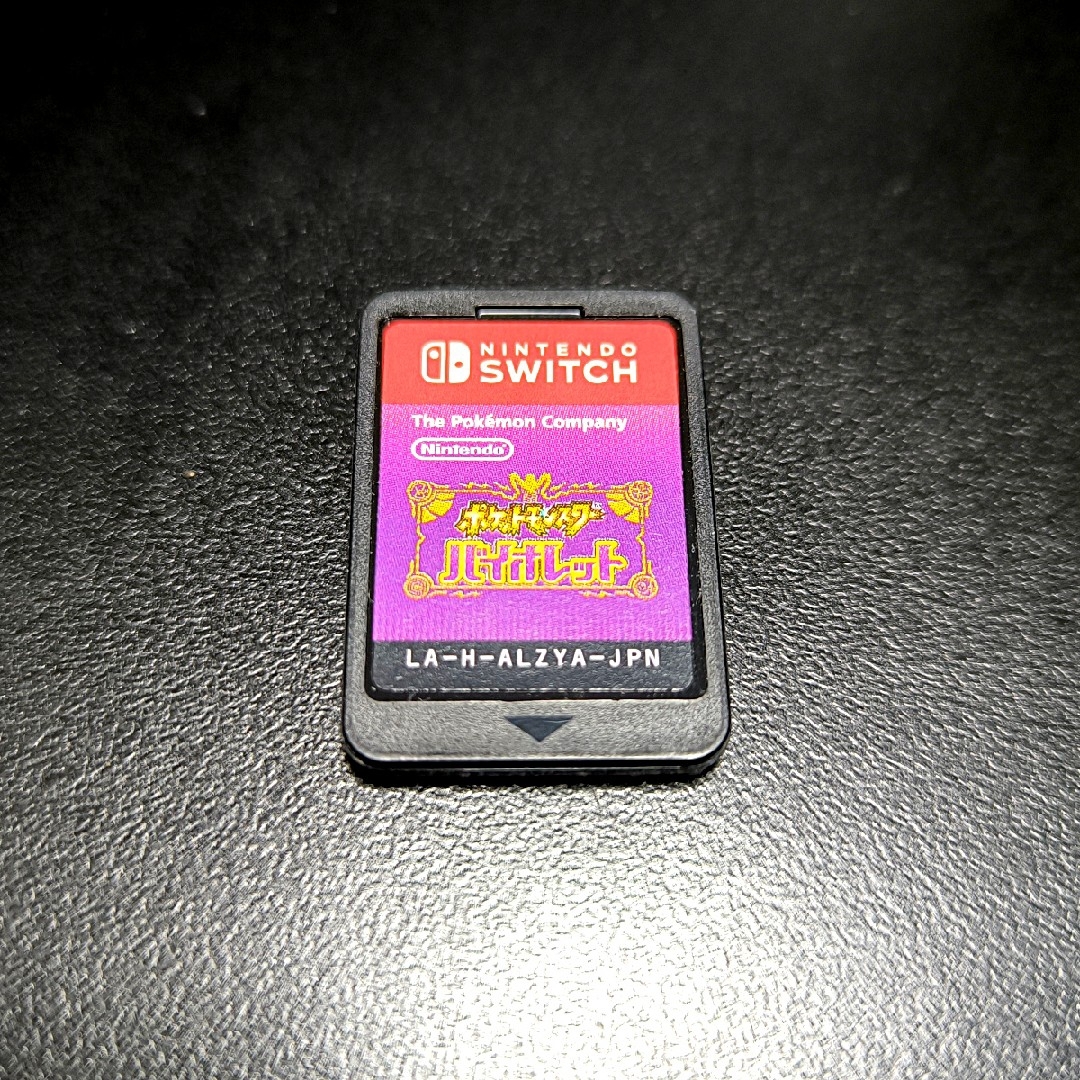 NINTENDO
SWITCH
The Pokémon Company
Nintendo
ポケットモンスター
バイオレット
LA-H-ALZYA-JPN